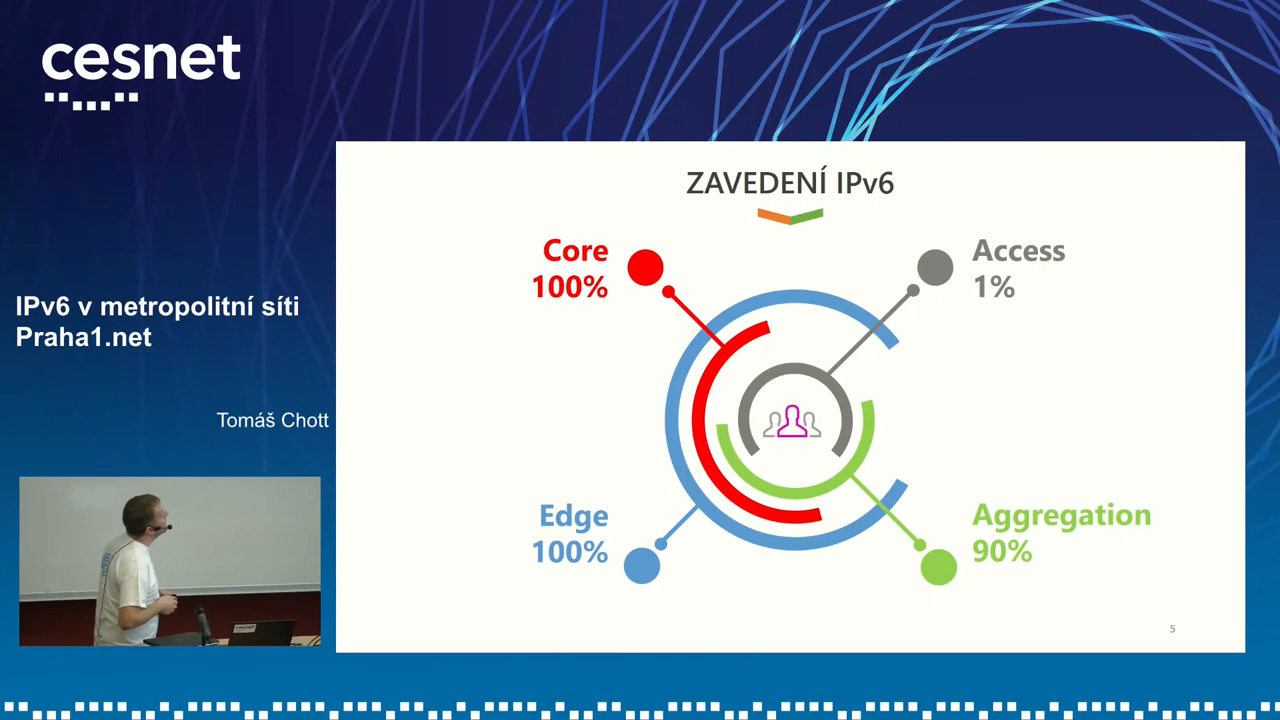 cesnet
IPv6 v metropolitní síti
Praha1.net
Tomáš Chott
ZAVEDENÍ IPv6
Core
100%
Access
1%
Edge
100%
Aggregation
90%
5
cesnet